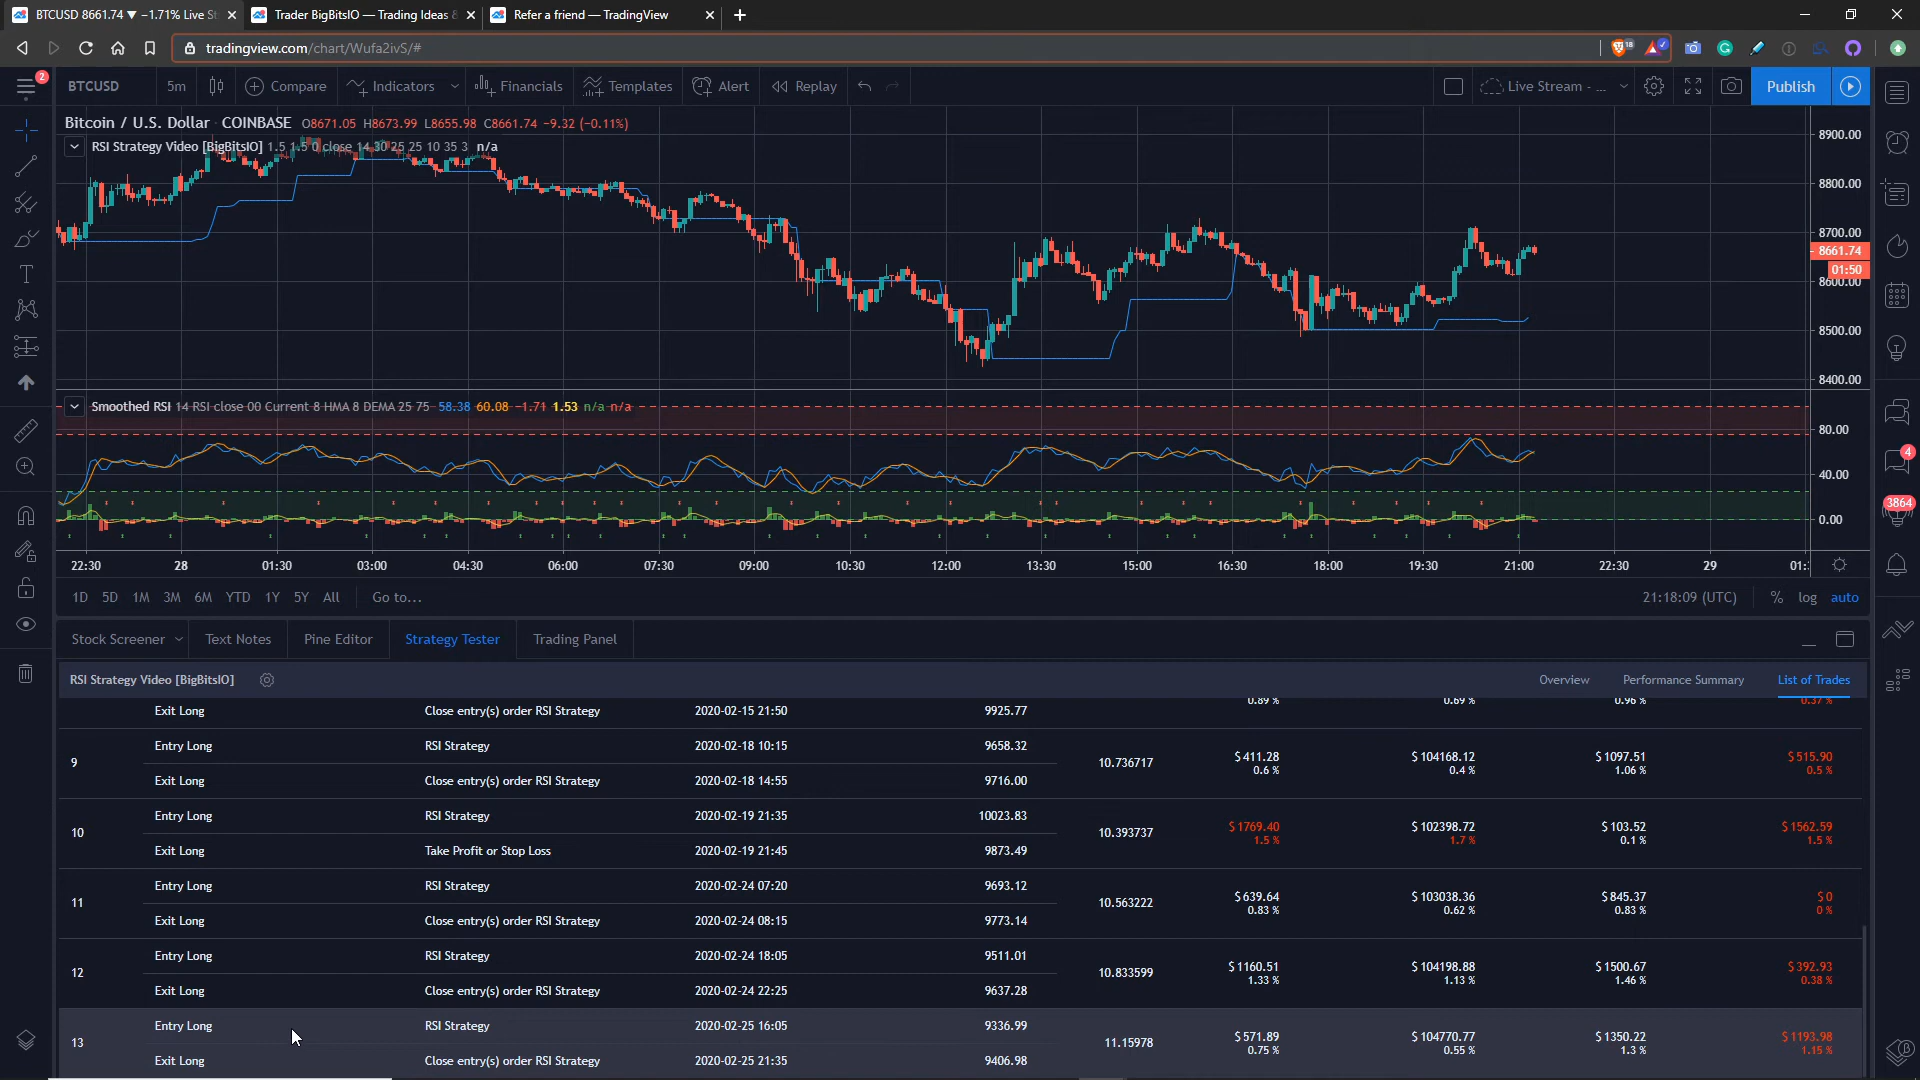 BTCUSD 8661.74 ▼ −1.71% Live St
Trader BigBitsIO — Trading Ideas &
Refer a friend — TradingView
tradingview.com/chart/Wufa2ivS/#
18
2
BTCUSD
5m
Compare
Indicators
Financials
Templates
Alert
Replay
Live Stream - ...
Publish
Bitcoin / U.S. Dollar COINBASE O8671.05 H8673.99 L8655.98 C8661.74 −9.32 (−0.11%)
RSI Strategy Video [BigBitsIO] 1.5 1.5 0 close 14 30 25 25 10 35 3 n/a
8900.00
8800.00
8700.00
8661.74
01:50
8600.00
8500.00
8400.00
Smoothed RSI 14 RSI close 00 Current 8 HMA 8 DEMA 25 75 58.38 60.08 −1.71 1.53 n/a n/a
80.00
40.00
0.00
4
3864
22:30 28 01:30 03:00 04:30 06:00 07:30 09:00 10:30 12:00 13:30 15:00 16:30 18:00 19:30 21:00 22:30 29 01:
1D 5D 1M 3M 6M YTD 1Y 5Y All Go to... 21:18:09 (UTC) % log auto
Stock Screener Text Notes Pine Editor Strategy Tester Trading Panel
RSI Strategy Video [BigBitsIO] Overview Performance Summary List of Trades
0.89 % 0.69 % 0.96 % 0.37 %
Exit Long Close entry(s) order RSI Strategy 2020-02-15 21:50 9925.77
Entry Long RSI Strategy 2020-02-18 10:15 9658.32
9 10.736717 $ 411.28 $ 104168.12 $ 1097.51 $ 515.90
0.6 % 0.4 % 1.06 % 0.5 %
Exit Long Close entry(s) order RSI Strategy 2020-02-18 14:55 9716.00
Entry Long RSI Strategy 2020-02-19 21:35 10023.83
10 10.393737 $ 1769.40 $ 102398.72 $ 103.52 $ 1562.59
1.5 % 1.7 % 0.1 % 1.5 %
Exit Long Take Profit or Stop Loss 2020-02-19 21:45 9873.49
Entry Long RSI Strategy 2020-02-24 07:20 9693.12
11 10.563222 $ 639.64 $ 103038.36 $ 845.37 $ 0
0.83 % 0.62 % 0.83 % 0 %
Exit Long Close entry(s) order RSI Strategy 2020-02-24 08:15 9773.14
Entry Long RSI Strategy 2020-02-24 18:05 9511.01
12 10.833599 $ 1160.51 $ 104198.88 $ 1500.67 $ 392.93
1.33 % 1.13 % 1.46 % 0.38 %
Exit Long Close entry(s) order RSI Strategy 2020-02-24 22:25 9637.28
Entry Long RSI Strategy 2020-02-25 16:05 9336.99
13 11.15978 $ 571.89 $ 104770.77 $ 1350.22 $ 1193.98
0.75 % 0.55 % 1.3 % 1.15 %
Exit Long Close entry(s) order RSI Strategy 2020-02-25 21:35 9406.98